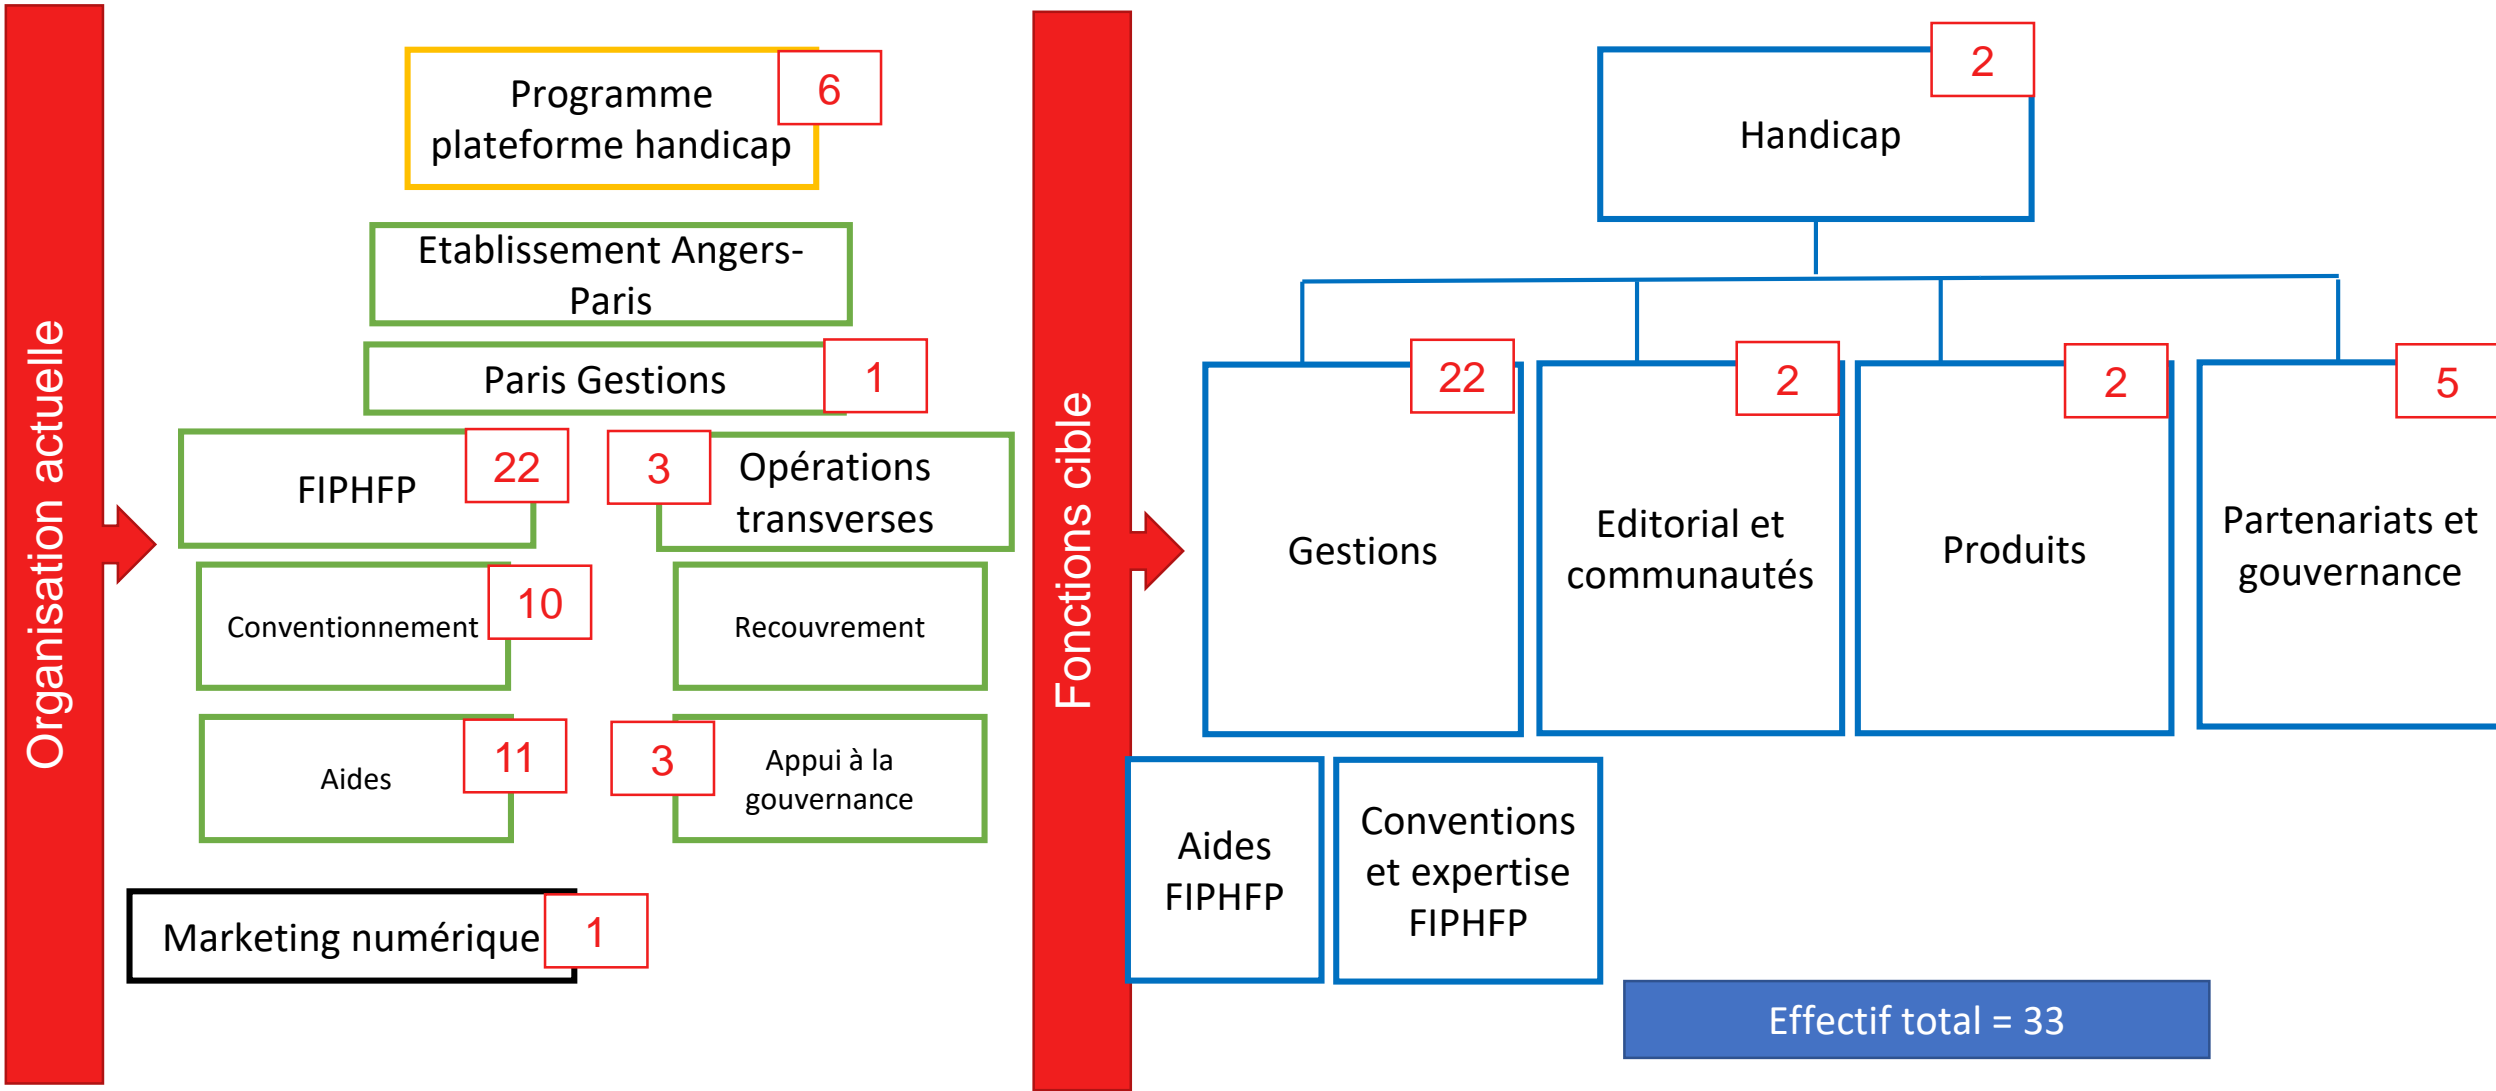 Organisation actuelle
Programme
plateforme handicap
6
Etablissement Angers-
Paris
Paris Gestions
1
FIPHFP
22
3
Opérations
transverses
Conventionnement
10
Recouvrement
Aides
11
3
Appui à la
gouvernance
Marketing numérique
1
Fonctions cible
Handicap
2
Gestions
22
Editorial et
communautés
2
Produits
2
Partenariats et
gouvernance
5
Aides
FIPHFP
Conventions
et expertise
FIPHFP
Effectif total = 33